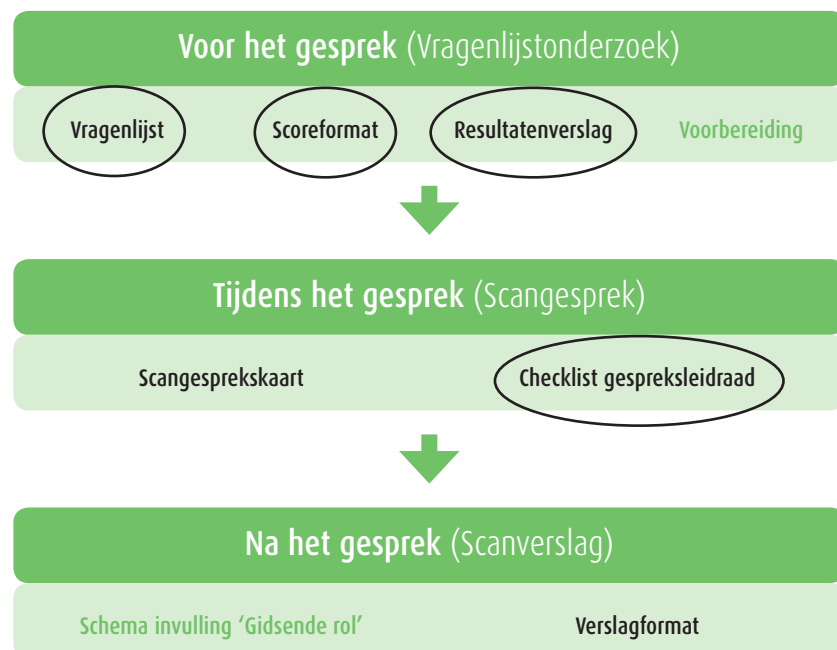 Voor het gesprek (Vragenlijstonderzoek)
Vragenlijst Scoreformat Resultatenverslag Voorbereiding
Tijdens het gesprek (Scangesprek)
Scangesprekskaart Checklist gespreksleidraad
Na het gesprek (Scanverslag)
Schema invulling ‘Gidsende rol’ Verslagformat